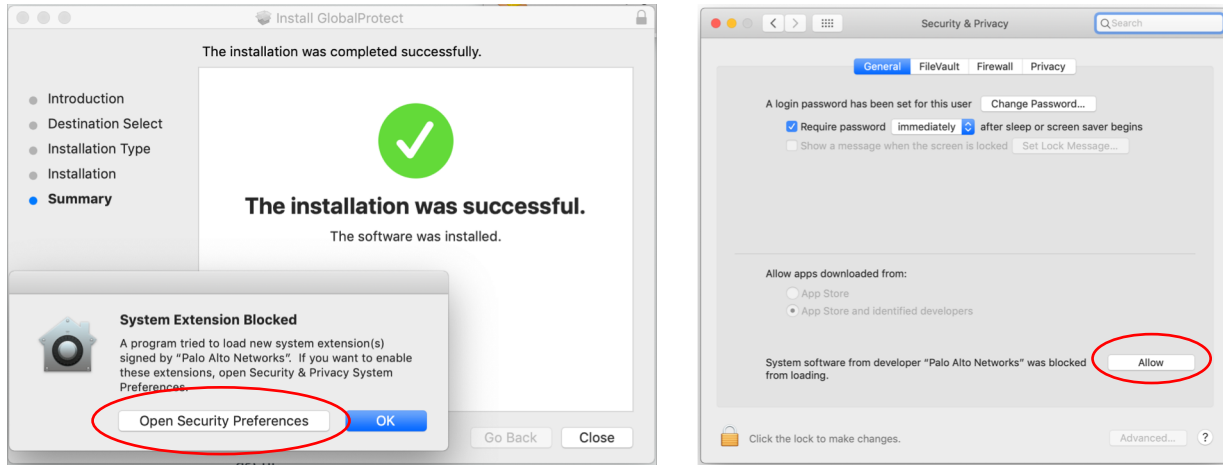 Install GlobalProtect
The installation was completed successfully.
Introduction
Destination Select
Installation Type
Installation
Summary
The installation was successful.
The software was installed.
System Extension Blocked
A program tried to load new system extension(s)
signed by “Palo Alto Networks”. If you want to enable
these extensions, open Security & Privacy System
Preferences.
Open Security Preferences
OK
Go Back
Close
Security & Privacy
Search
General FileVault Firewall Privacy
A login password has been set for this user Change Password...
Require password immediately after sleep or screen saver begins
Show a message when the screen is locked Set Lock Message...
Allow apps downloaded from:
App Store
App Store and identified developers
System software from developer “Palo Alto Networks” was blocked
from loading.
Allow
Click the lock to make changes.
Advanced...
?